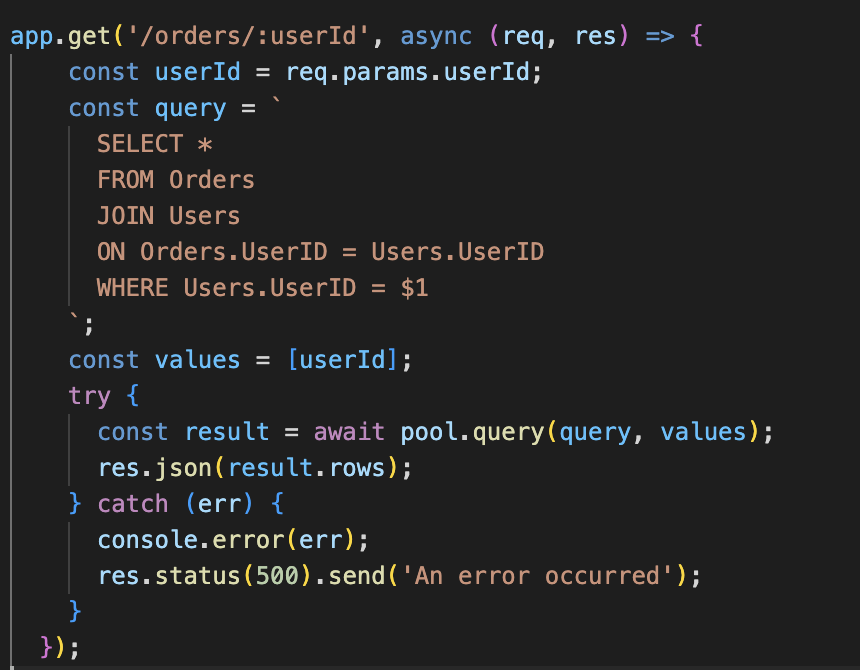 app.get('/orders/:userId', async (req, res) => {
    const userId = req.params.userId;
    const query = `
      SELECT *
      FROM Orders
      JOIN Users
      ON Orders.UserID = Users.UserID
      WHERE Users.UserID = $1
    `;
    const values = [userId];
    try {
      const result = await pool.query(query, values);
      res.json(result.rows);
    } catch (err) {
      console.error(err);
      res.status(500).send('An error occurred');
    }
  });